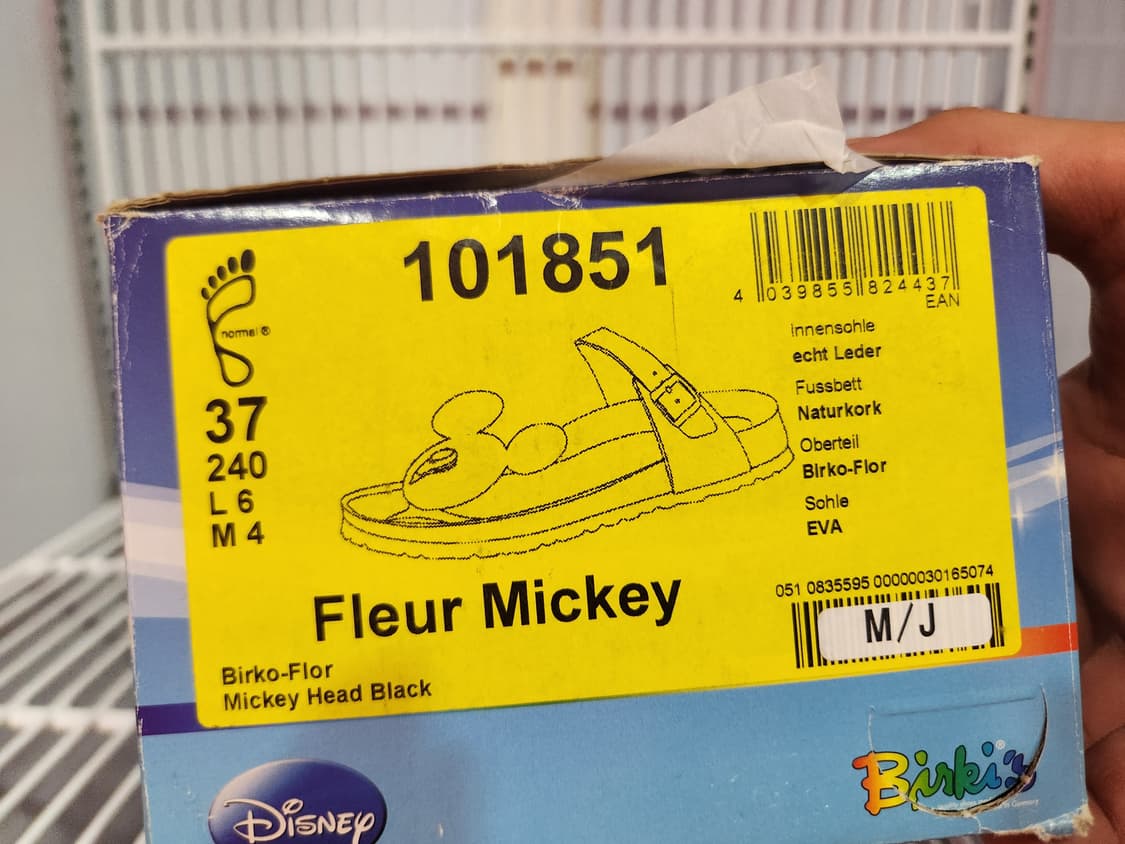 101851
4 039855 824437
EAN
normal ®
37
240
L 6
M 4
Innensohle
echt Leder
Fussbett
Naturkork
Oberteil
Birko-Flor
Sohle
EVA
Fleur Mickey
Birko-Flor
Mickey Head Black
051 0835595 00000030165074
M/J
DISNEY
Birki's®